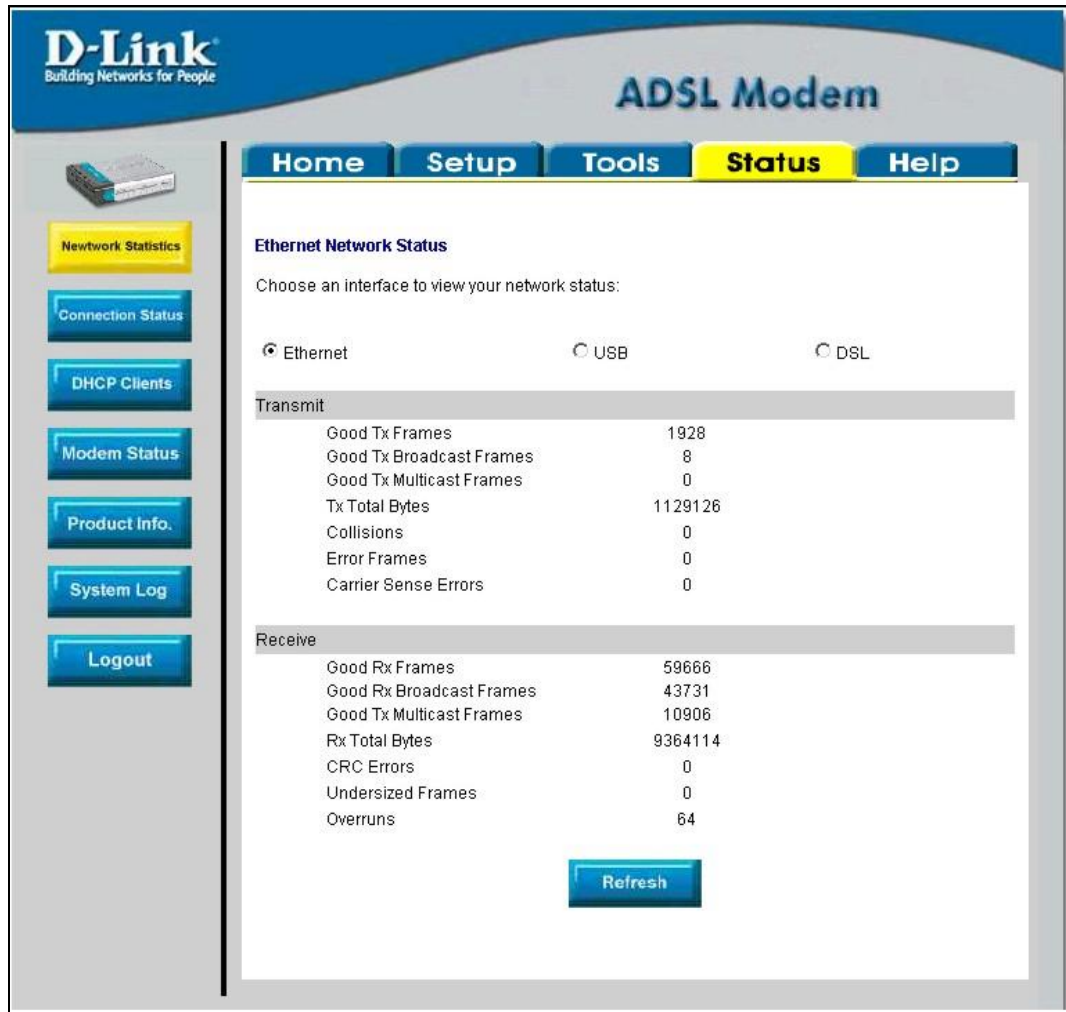 D-Link
Building Networks for People
ADSL Modem
Home Setup Tools Status Help
Newtwork Statistics
Connection Status
DHCP Clients
Modem Status
Product Info.
System Log
Logout
Ethernet Network Status
Choose an interface to view your network status:
Ethernet USB DSL
Transmit
Good Tx Frames 1928
Good Tx Broadcast Frames 8
Good Tx Multicast Frames 0
Tx Total Bytes 1129126
Collisions 0
Error Frames 0
Carrier Sense Errors 0
Receive
Good Rx Frames 59666
Good Rx Broadcast Frames 43731
Good Tx Multicast Frames 10906
Rx Total Bytes 9364114
CRC Errors 0
Undersized Frames 0
Overruns 64
Refresh